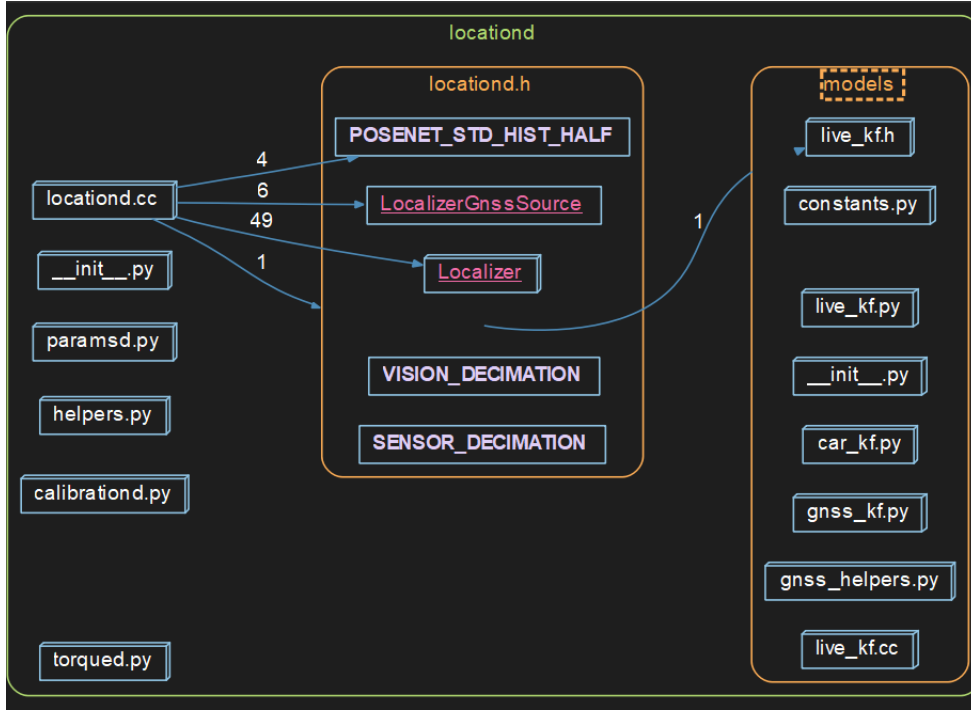 locationd
locationd.h
models
POSENET_STD_HIST_HALF
live_kf.h
4
locationd.cc
6
LocalizerGnssSource
constants.py
49
1
__init__.py
1
Localizer
live_kf.py
paramsd.py
VISION_DECIMATION
__init__.py
helpers.py
SENSOR_DECIMATION
car_kf.py
calibrationd.py
gnss_kf.py
gnss_helpers.py
torqued.py
live_kf.cc